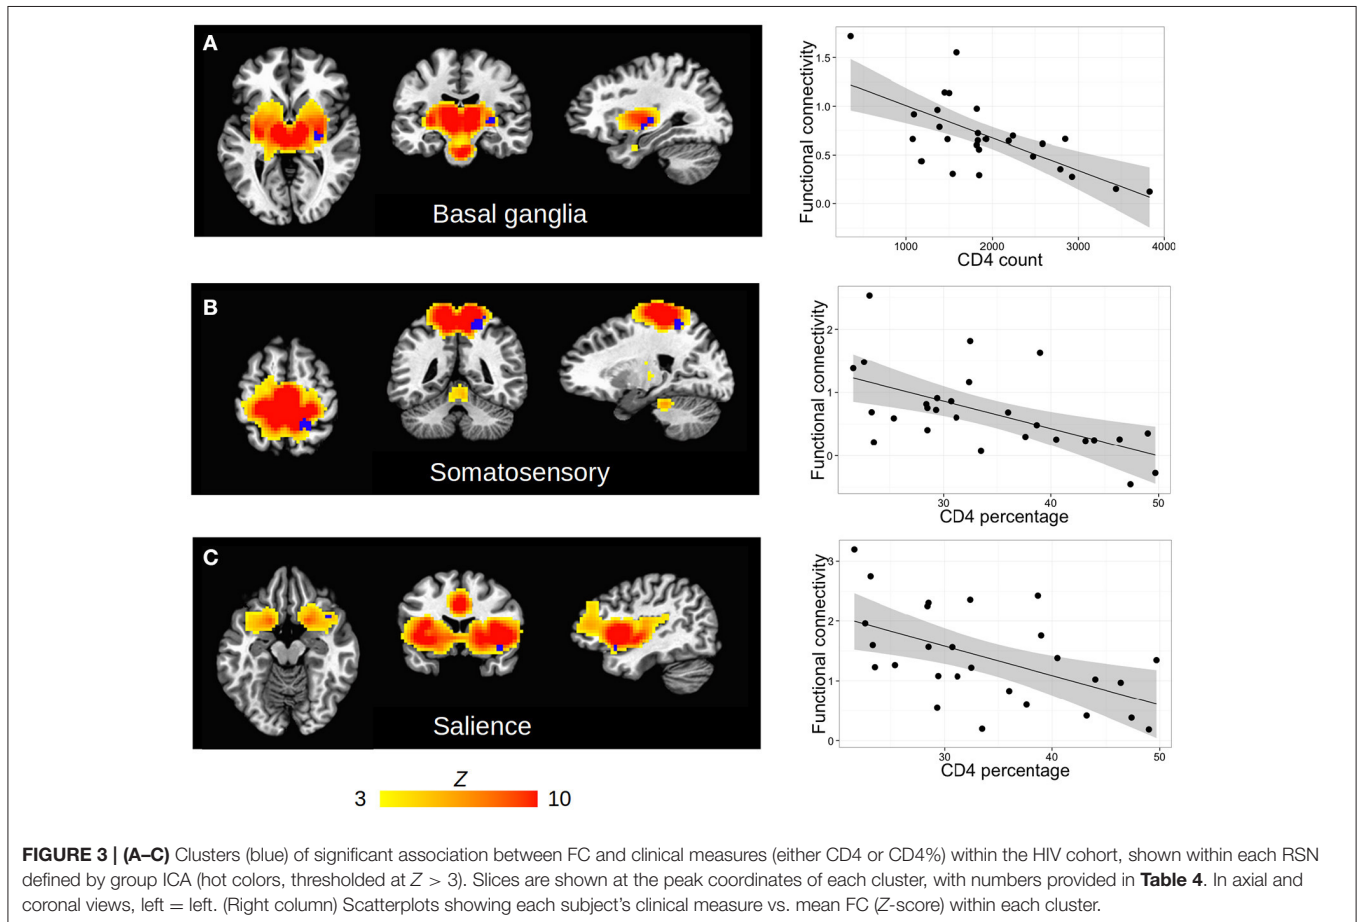 A
Basal ganglia
Functional connectivity
1.5
1.0
0.5
0.0
1000 2000 3000 4000
CD4 count
B
Somatosensory
Functional connectivity
2
1
0
30 40 50
CD4 percentage
C
Salience
Functional connectivity
3
2
1
0
30 40 50
CD4 percentage
Z
3 10
FIGURE 3 | (A–C) Clusters (blue) of significant association between FC and clinical measures (either CD4 or CD4%) within the HIV cohort, shown within each RSN
defined by group ICA (hot colors, thresholded at Z > 3). Slices are shown at the peak coordinates of each cluster, with numbers provided in Table 4. In axial and
coronal views, left = left. (Right column) Scatterplots showing each subject's clinical measure vs. mean FC (Z-score) within each cluster.